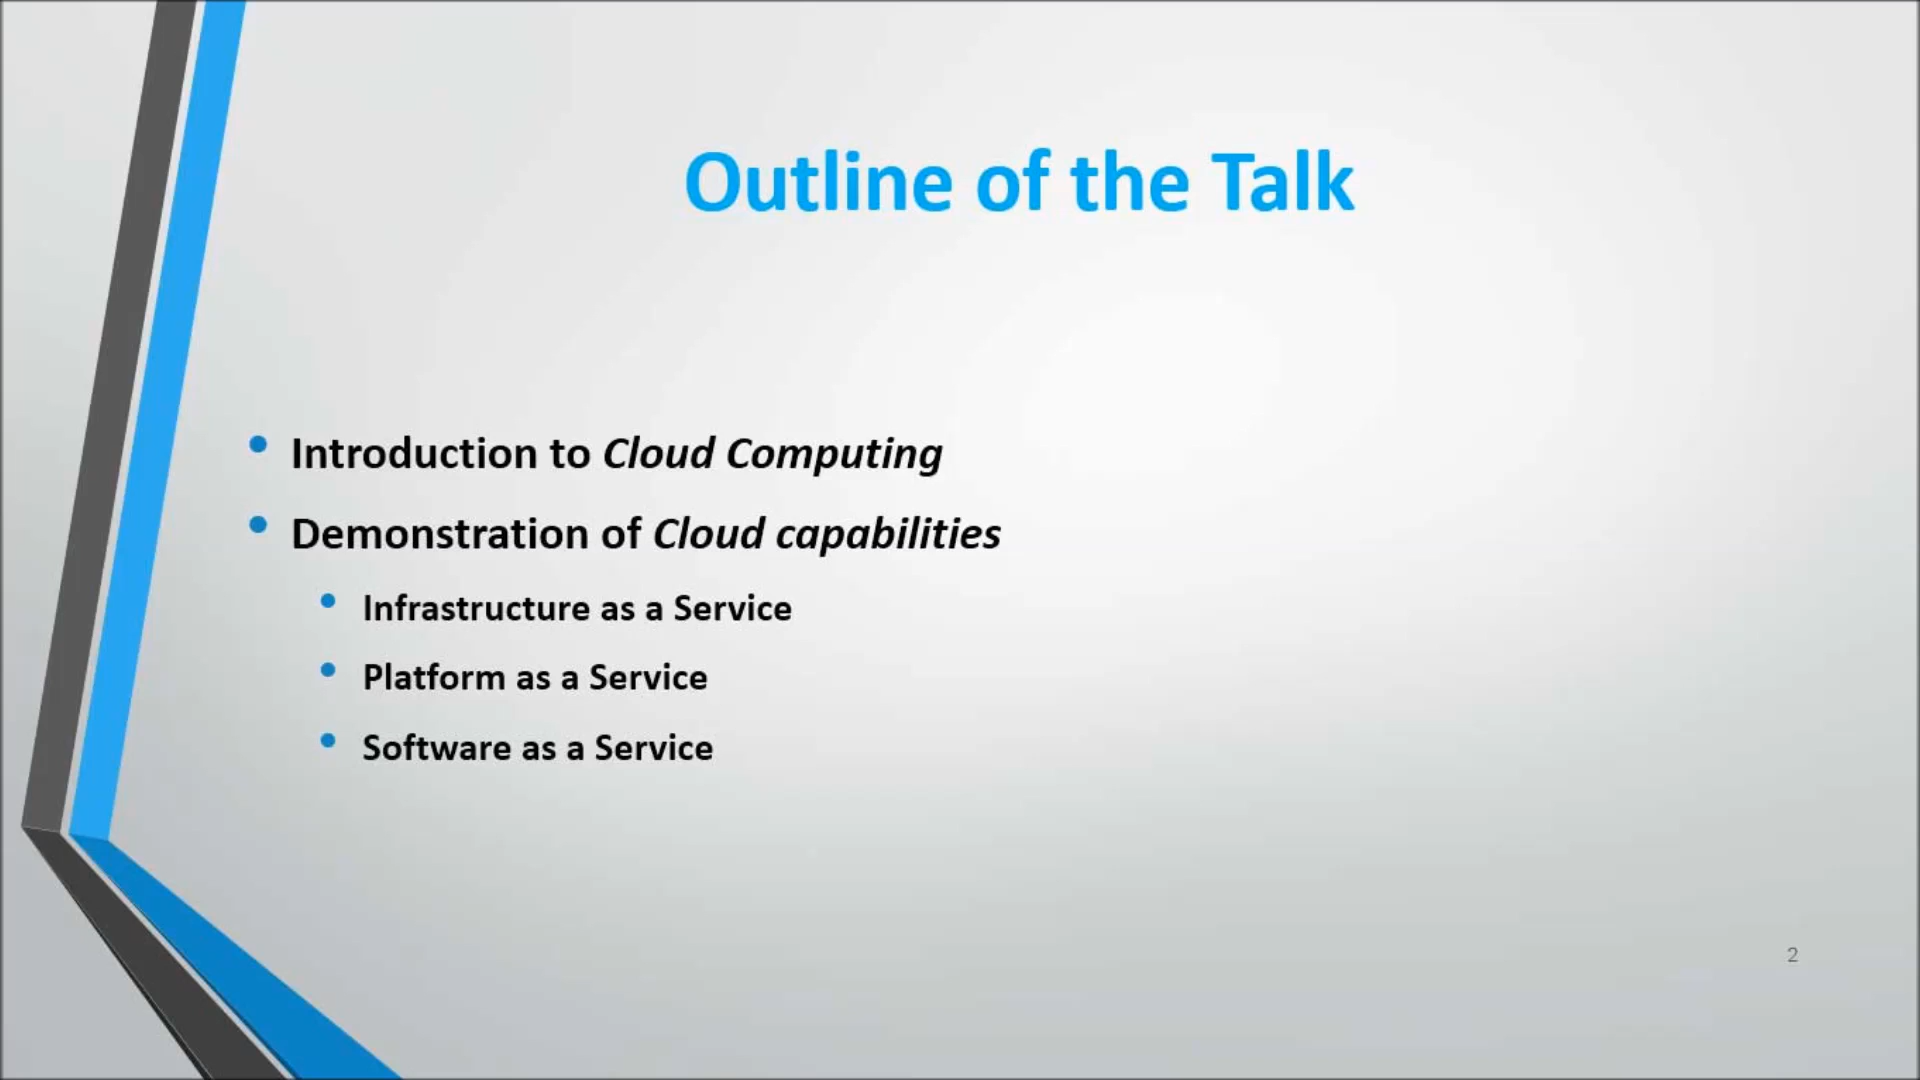 Outline of the Talk
• Introduction to Cloud Computing
• Demonstration of Cloud capabilities
• Infrastructure as a Service
• Platform as a Service
• Software as a Service
2